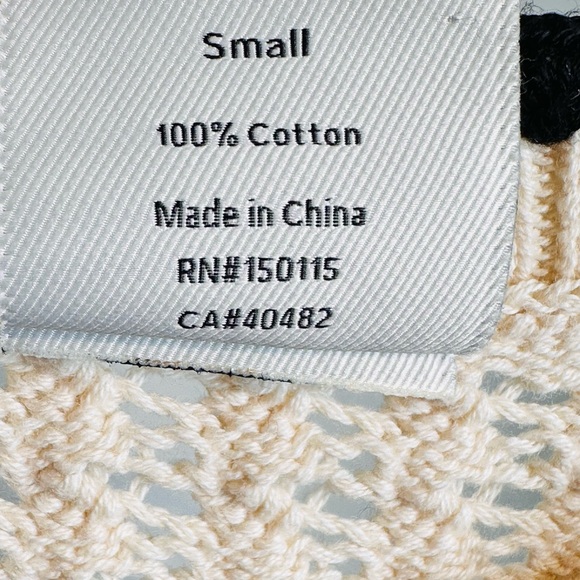 Small
100% Cotton
Made in China
RN#150115
CA#40482